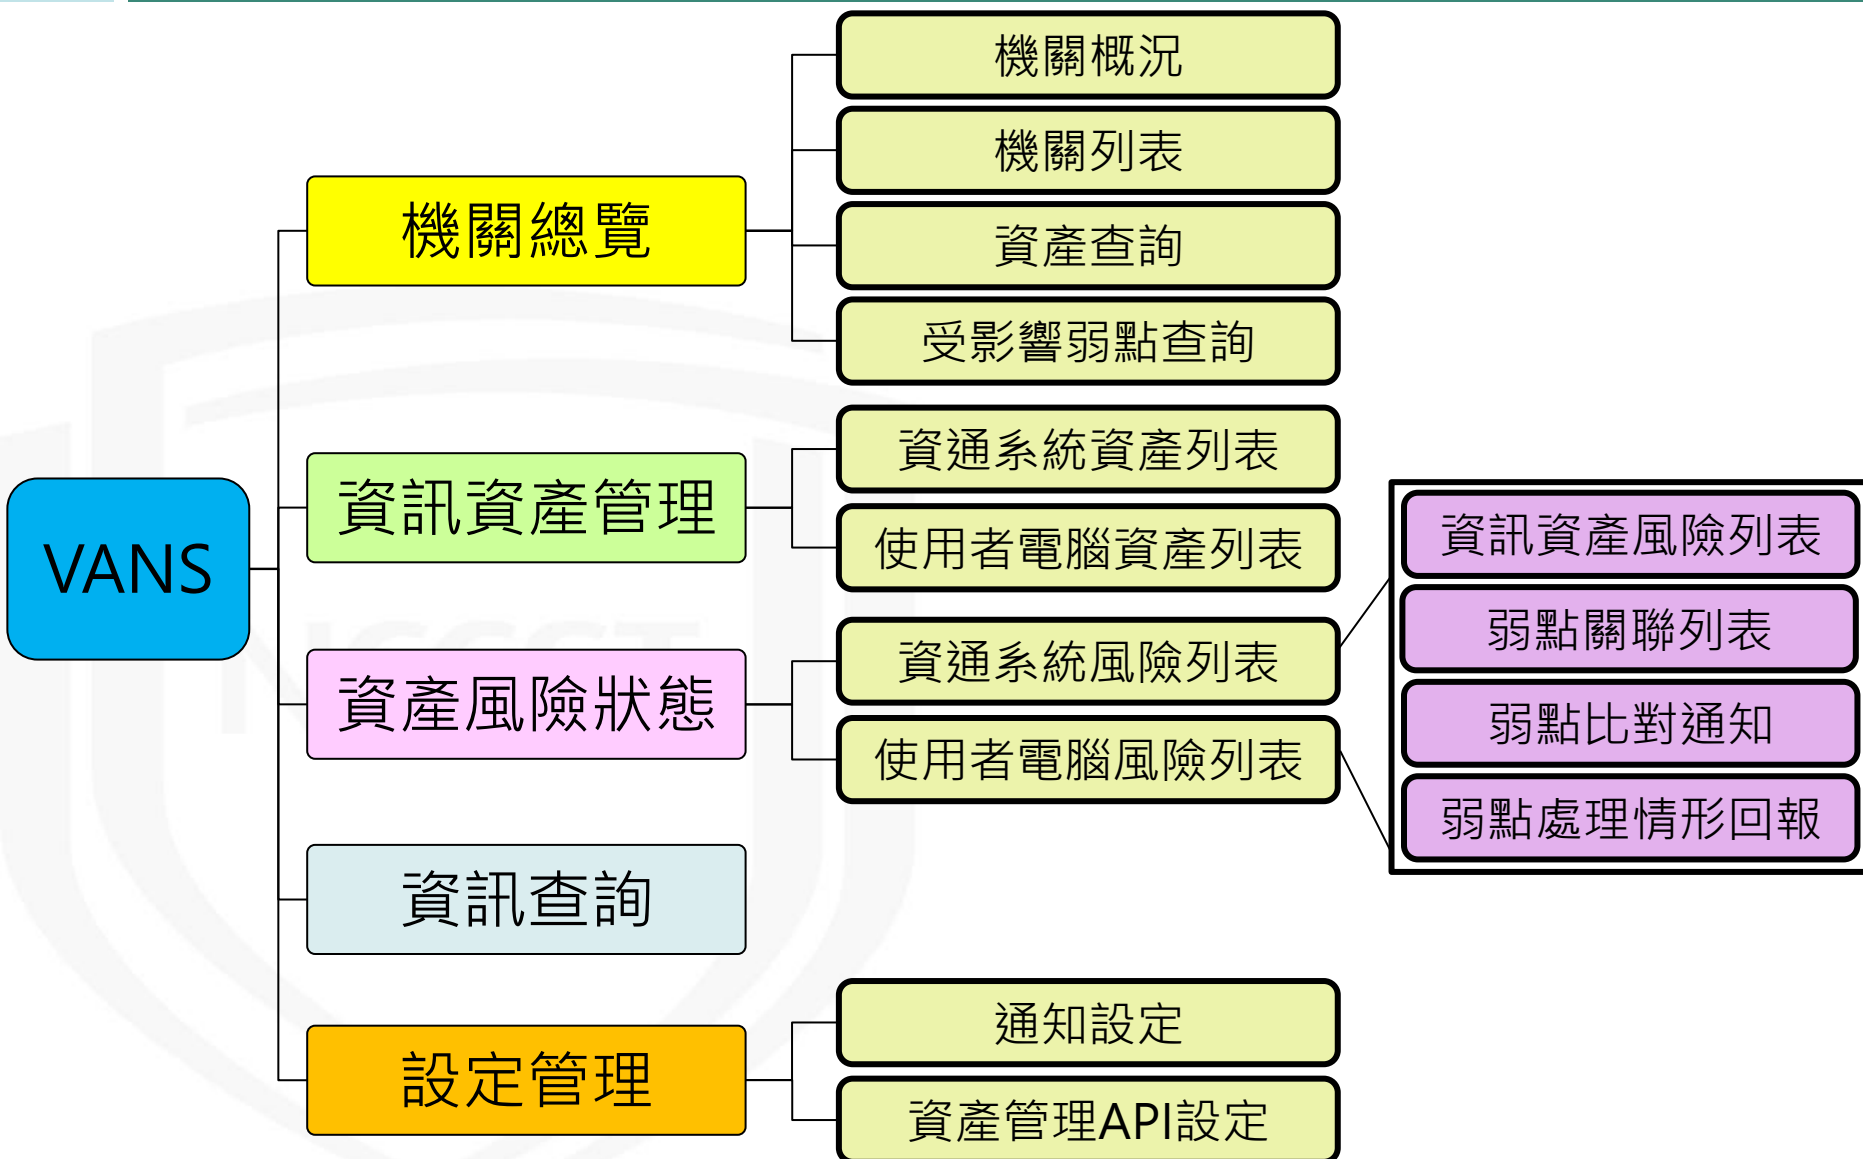 VANS
機關總覽
機關概況
機關列表
資產查詢
受影響弱點查詢
資訊資產管理
資通系統資產列表
使用者電腦資產列表
資產風險狀態
資通系統風險列表
使用者電腦風險列表
資訊資產風險列表
弱點關聯列表
弱點比對通知
弱點處理情形回報
資訊查詢
設定管理
通知設定
資產管理API設定